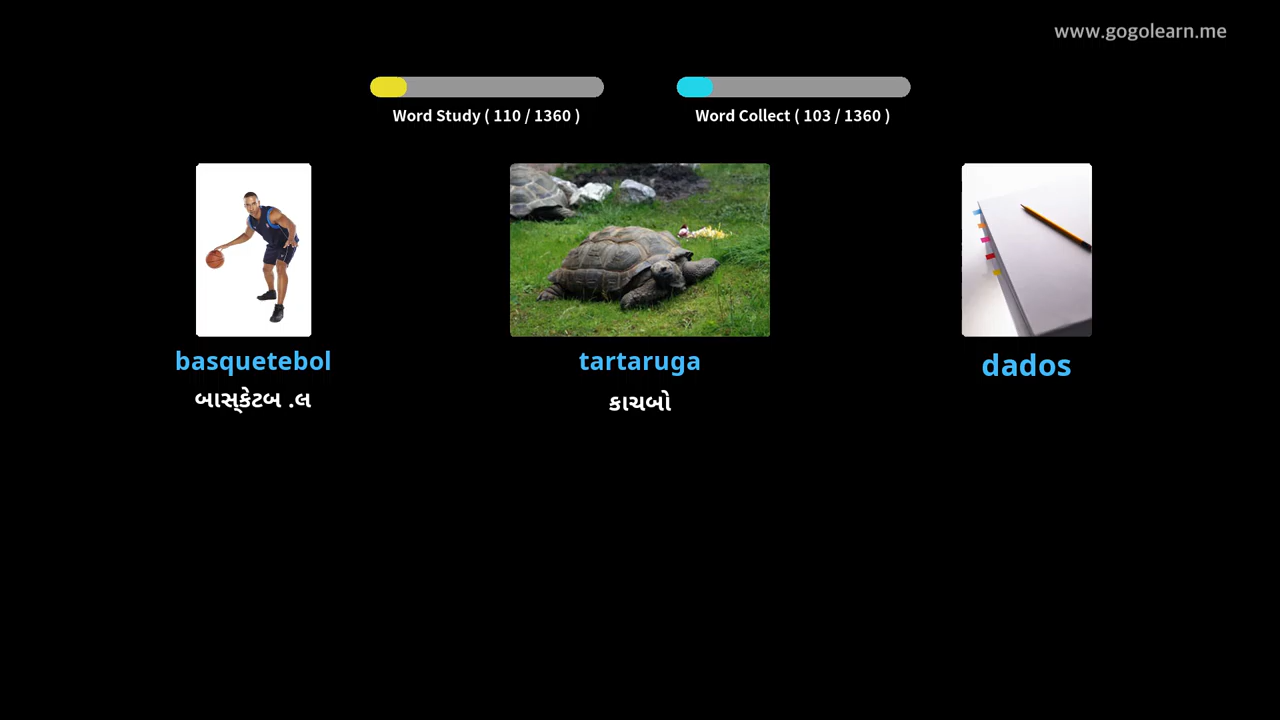 www.gogolearn.me
Word Study ( 110 / 1360 )
Word Collect ( 103 / 1360 )
basquetebol
tartaruga
dados
બાસ્કેટબ .લ
કાચબો